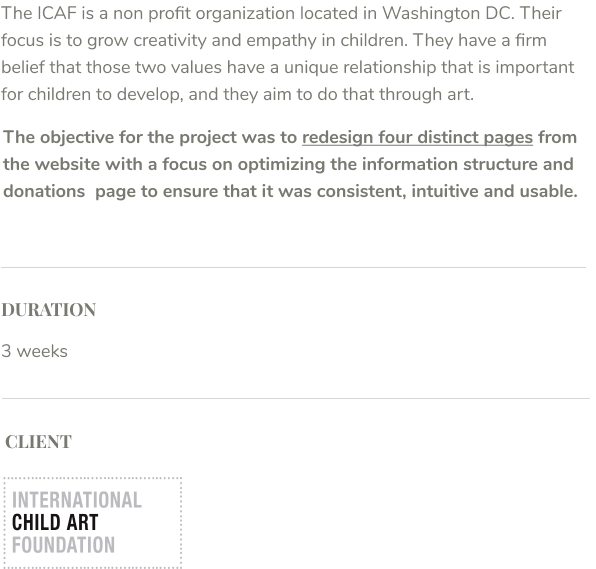 The ICAF is a non profit organization located in Washington DC. Their
focus is to grow creativity and empathy in children. They have a firm
belief that those two values have a unique relationship that is important
for children to develop, and they aim to do that through art.
The objective for the project was to redesign four distinct pages from
the website with a focus on optimizing the information structure and
donations  page to ensure that it was consistent, intuitive and usable.
DURATION
3 weeks
CLIENT
INTERNATIONAL
CHILD ART
FOUNDATION